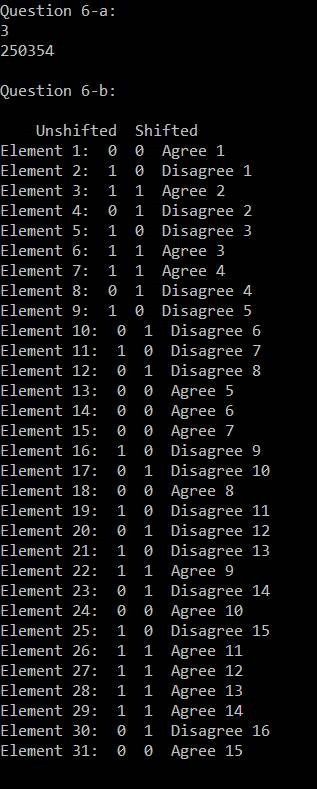 Question 6-a:
3
250354
Question 6-b:
Unshifted  Shifted
Element 1:  0  0  Agree 1
Element 2:  1  0  Disagree 1
Element 3:  1  1  Agree 2
Element 4:  0  1  Disagree 2
Element 5:  1  0  Disagree 3
Element 6:  1  1  Agree 3
Element 7:  1  1  Agree 4
Element 8:  0  1  Disagree 4
Element 9:  1  0  Disagree 5
Element 10:  0  1  Disagree 6
Element 11:  1  0  Disagree 7
Element 12:  0  1  Disagree 8
Element 13:  0  0  Agree 5
Element 14:  0  0  Agree 6
Element 15:  0  0  Agree 7
Element 16:  1  0  Disagree 9
Element 17:  0  1  Disagree 10
Element 18:  0  0  Agree 8
Element 19:  1  0  Disagree 11
Element 20:  0  1  Disagree 12
Element 21:  1  0  Disagree 13
Element 22:  1  1  Agree 9
Element 23:  0  1  Disagree 14
Element 24:  0  0  Agree 10
Element 25:  1  0  Disagree 15
Element 26:  1  1  Agree 11
Element 27:  1  1  Agree 12
Element 28:  1  1  Agree 13
Element 29:  1  1  Agree 14
Element 30:  0  1  Disagree 16
Element 31:  0  0  Agree 15